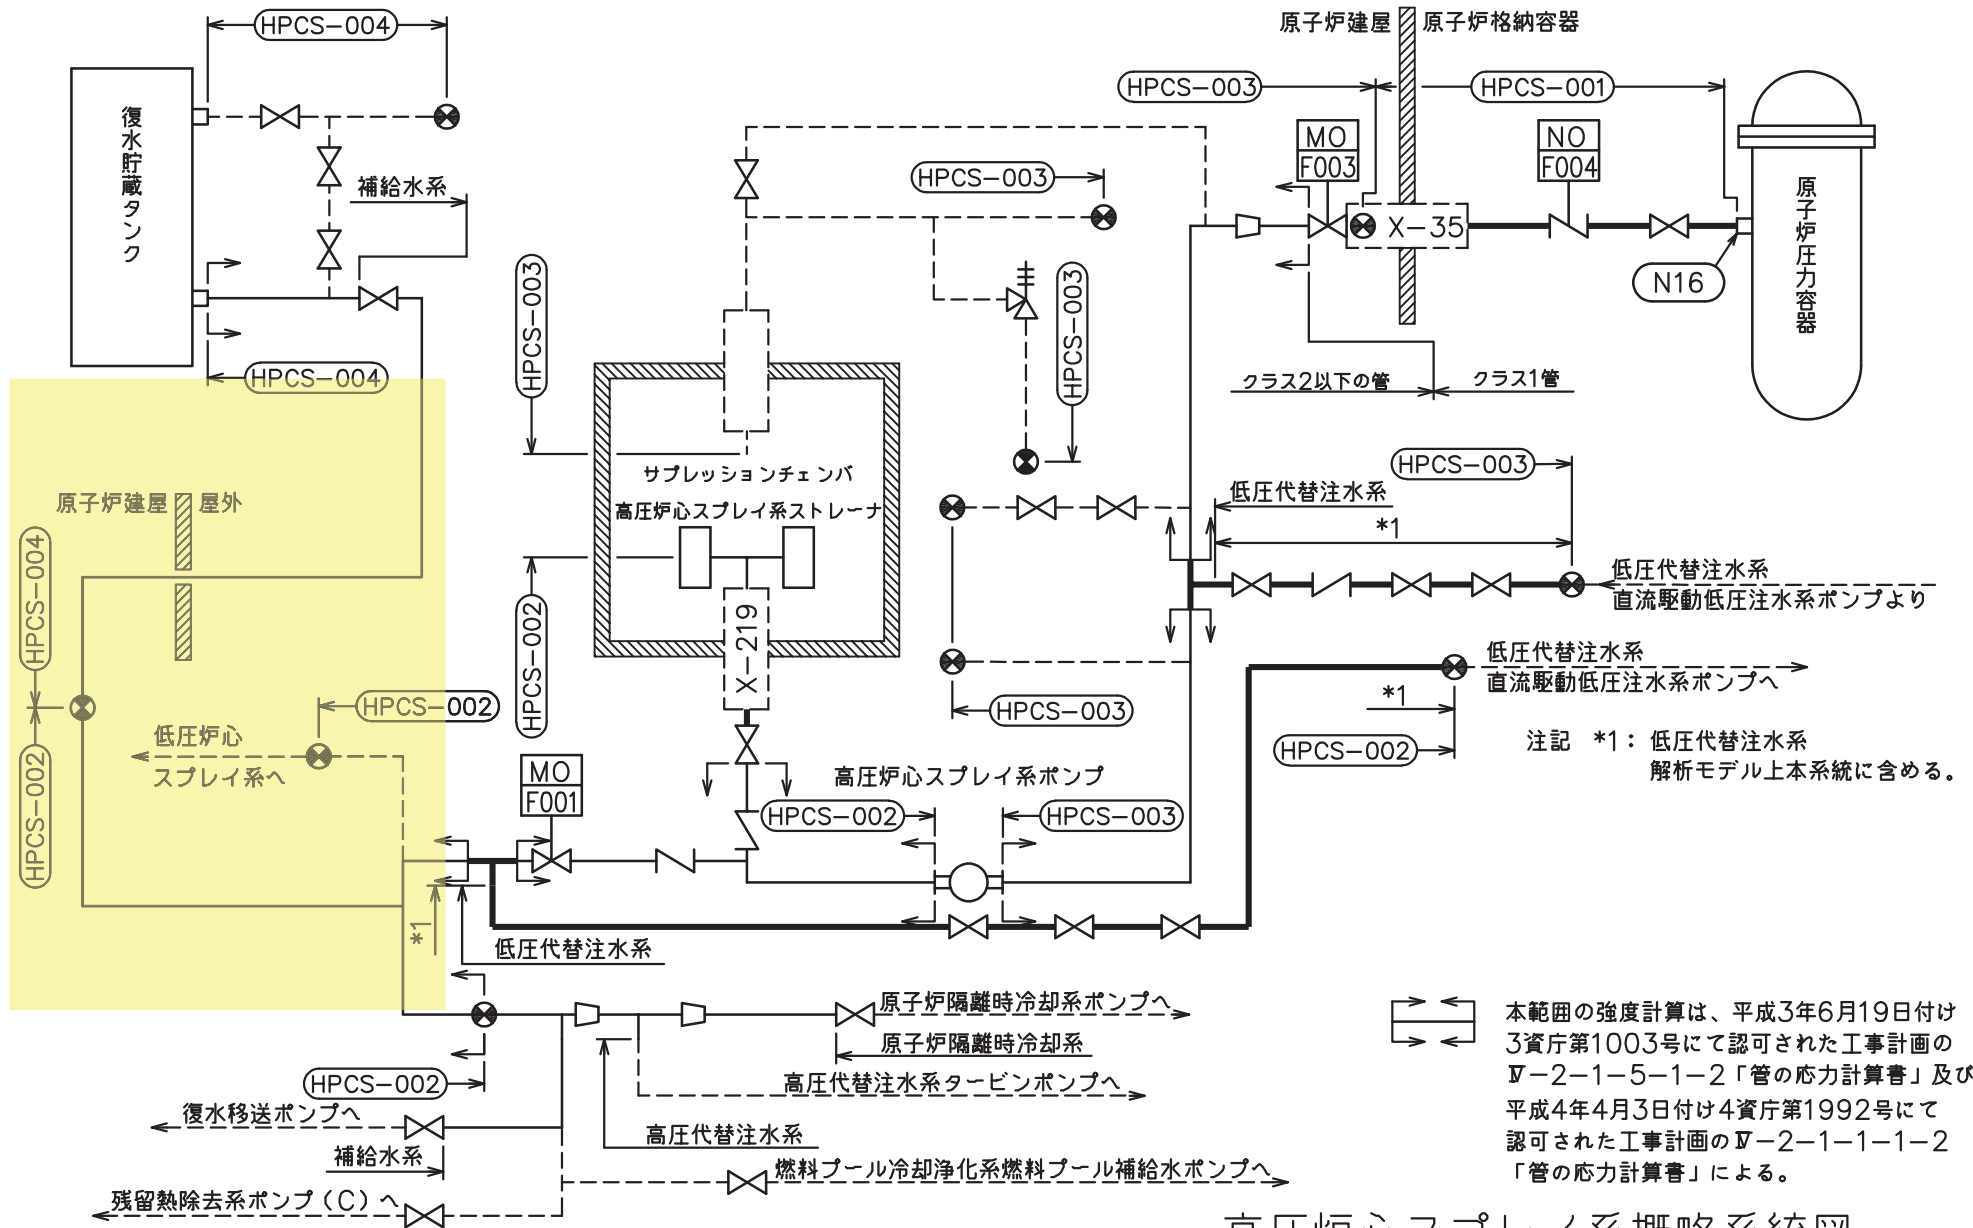 HPCS-004
原子炉建屋
原子炉格納容器
HPCS-003
HPCS-001
復水貯蔵タンク
MO
F003
NO
F004
補給水系
HPCS-003
X-35
原子炉圧力容器
N16
HPCS-003
HPCS-003
HPCS-004
クラス2以下の管
クラス1管
サプレッションチェンバ
高圧炉心スプレイ系ストレーナ
HPCS-003
低圧代替注水系
*1
原子炉建屋
屋外
HPCS-004
低圧代替注水系
直流駆動低圧注水系ポンプより
HPCS-002
X-219
低圧代替注水系
直流駆動低圧注水系ポンプへ
HPCS-002
HPCS-003
*1
HPCS-002
注記 *1：低圧代替注水系
解析モデル上本系統に含める。
低圧炉心
スプレイ系へ
HPCS-002
MO
F001
高圧炉心スプレイ系ポンプ
HPCS-002
HPCS-003
*1
低圧代替注水系
HPCS-002
原子炉隔離時冷却系ポンプへ
原子炉隔離時冷却系
高圧代替注水系タービンポンプへ
復水移送ポンプへ
高圧代替注水系
補給水系
燃料プール冷却浄化系燃料プール補給水ポンプへ
残留熱除去系ポンプ（C）へ
本範囲の強度計算は、平成3年6月19日付け
3資庁第1003号にて認可された工事計画の
Ⅳ-2-1-5-1-2「管の応力計算書」及び
平成4年4月3日付け4資庁第1992号にて
認可された工事計画のⅣ-2-1-1-1-2
「管の応力計算書」による。
高圧炉心スプレイ系概略系統図